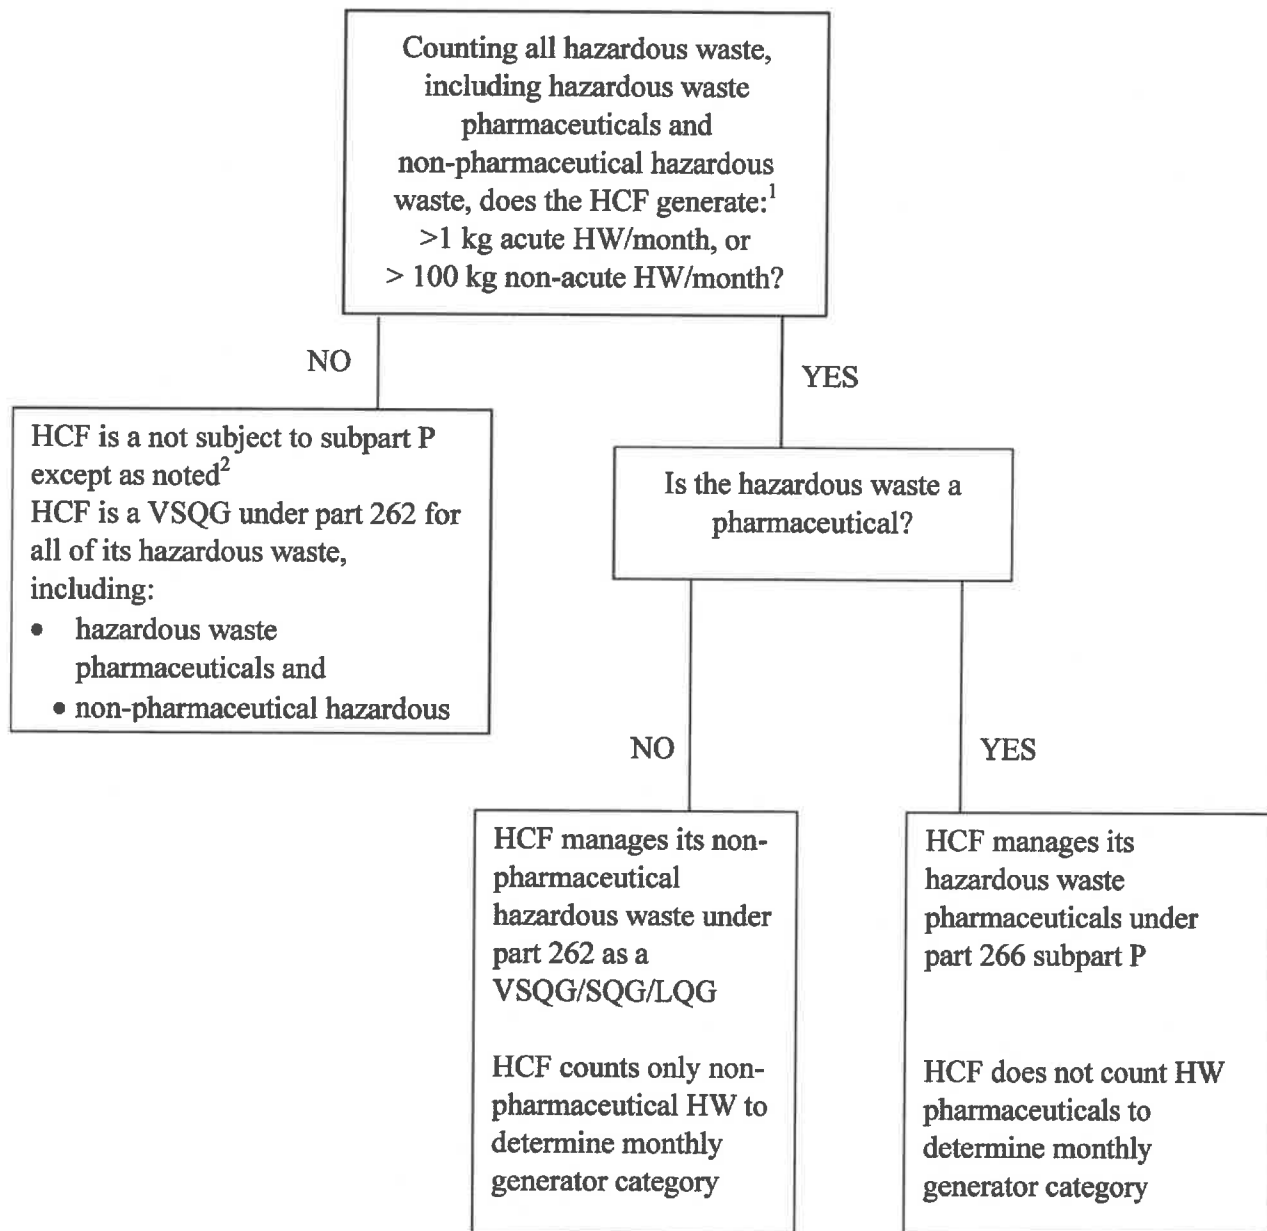 Counting all hazardous waste,
including hazardous waste
pharmaceuticals and
non-pharmaceutical hazardous
waste, does the HCF generate:¹
>1 kg acute HW/month, or
> 100 kg non-acute HW/month?
NO
YES
HCF is a not subject to subpart P
except as noted²
HCF is a VSQG under part 262 for
all of its hazardous waste,
including:
• hazardous waste
pharmaceuticals and
• non-pharmaceutical hazardous
Is the hazardous waste a
pharmaceutical?
NO
YES
HCF manages its non-
pharmaceutical
hazardous waste under
part 262 as a
VSQG/SQG/LQG
HCF counts only non-
pharmaceutical HW to
determine monthly
generator category
HCF manages its
hazardous waste
pharmaceuticals under
part 266 subpart P
HCF does not count HW
pharmaceuticals to
determine monthly
generator category